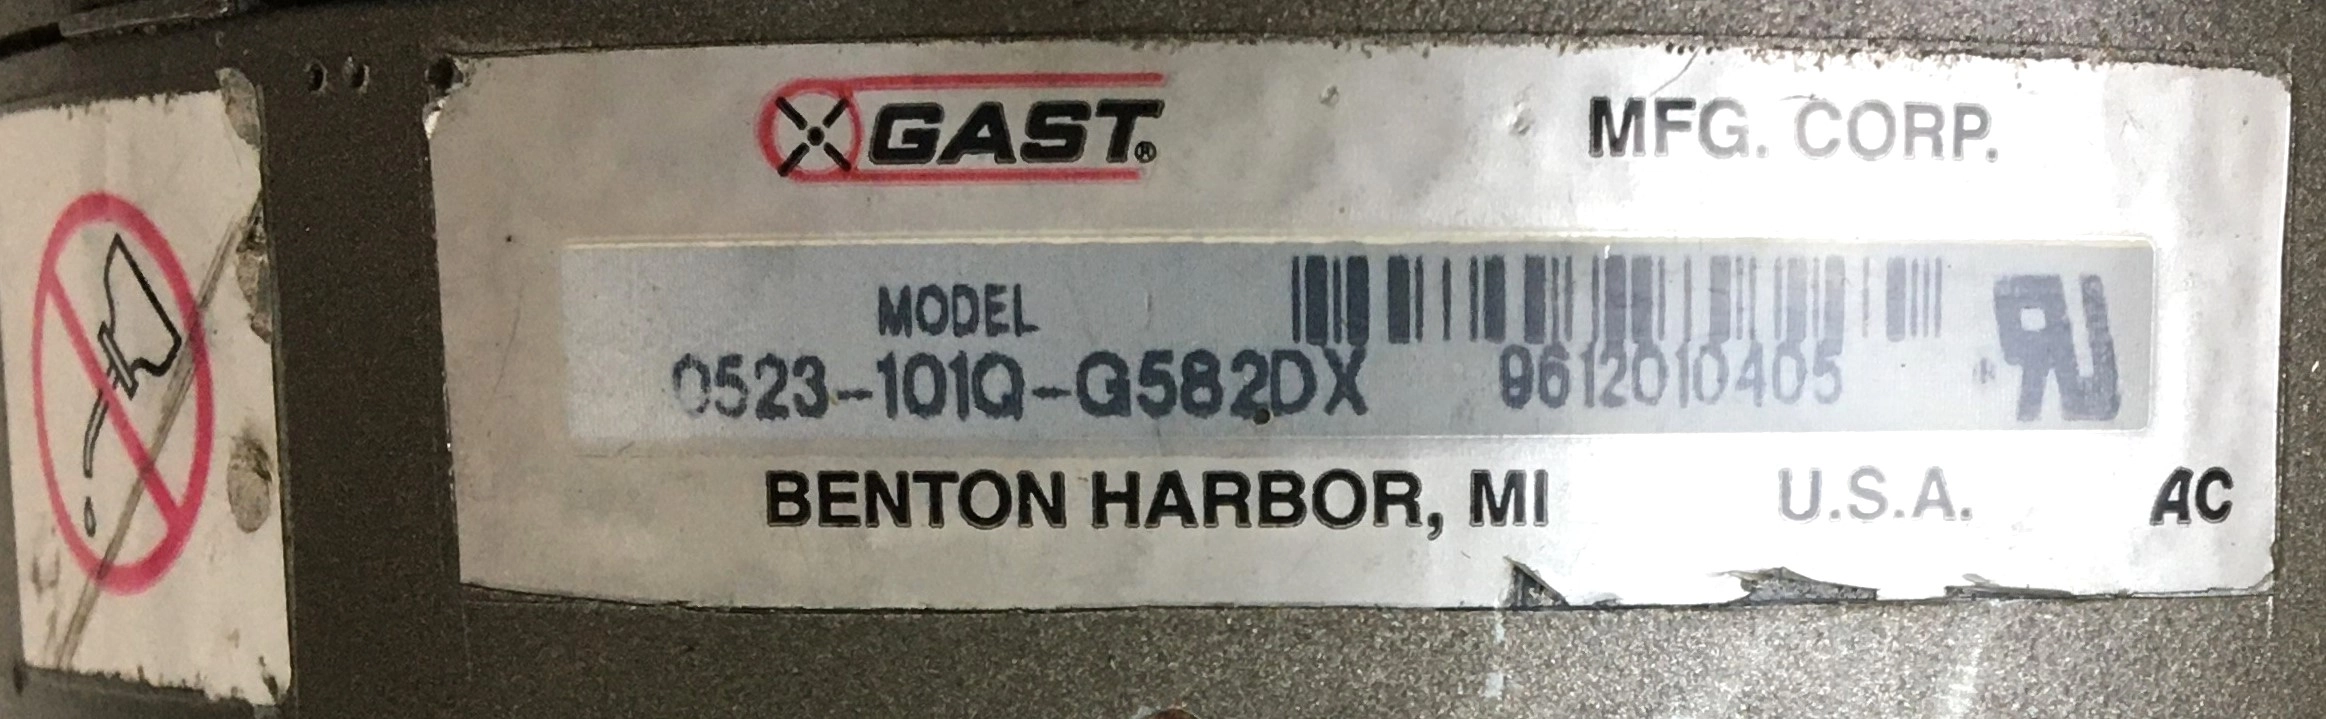 GAST® MFG. CORP.
MODEL
0523-101Q-G582DX 9612010405
BENTON HARBOR, MI U.S.A. AC